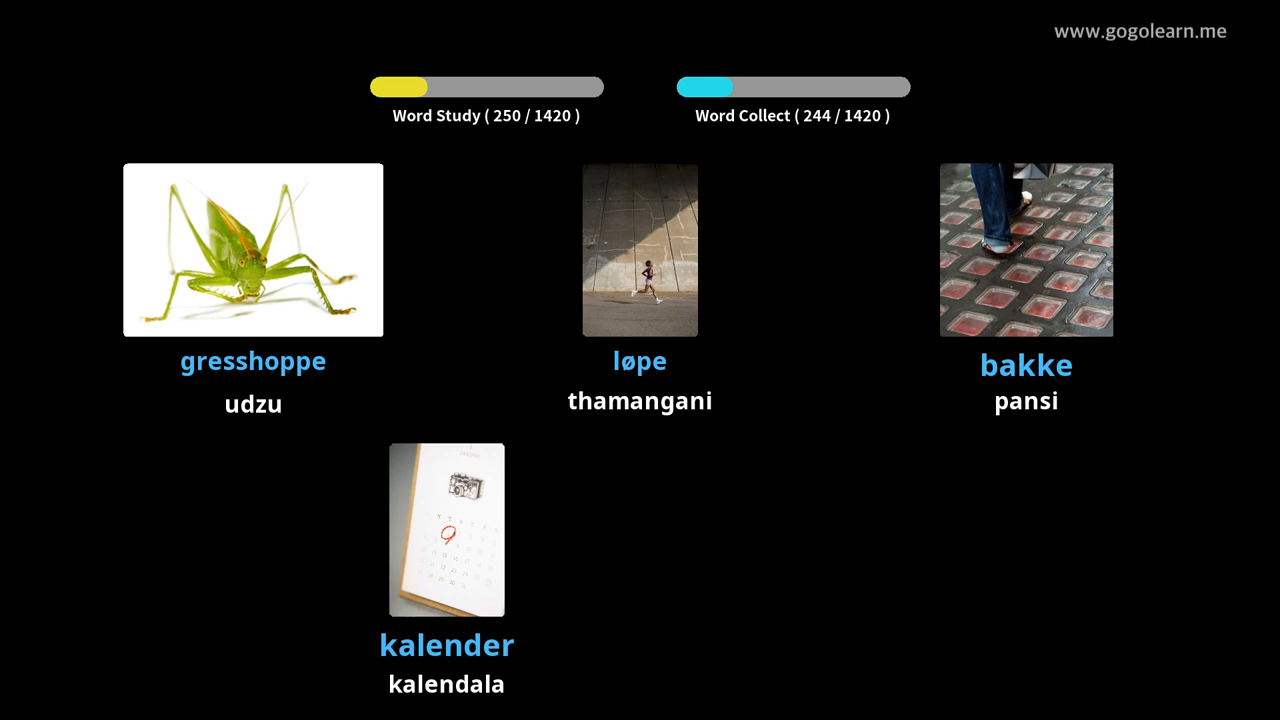 www.gogolearn.me
Word Study ( 250 / 1420 )
Word Collect ( 244 / 1420 )
gresshoppe
løpe
bakke
udzu
thamangani
pansi
kalender
kalendala